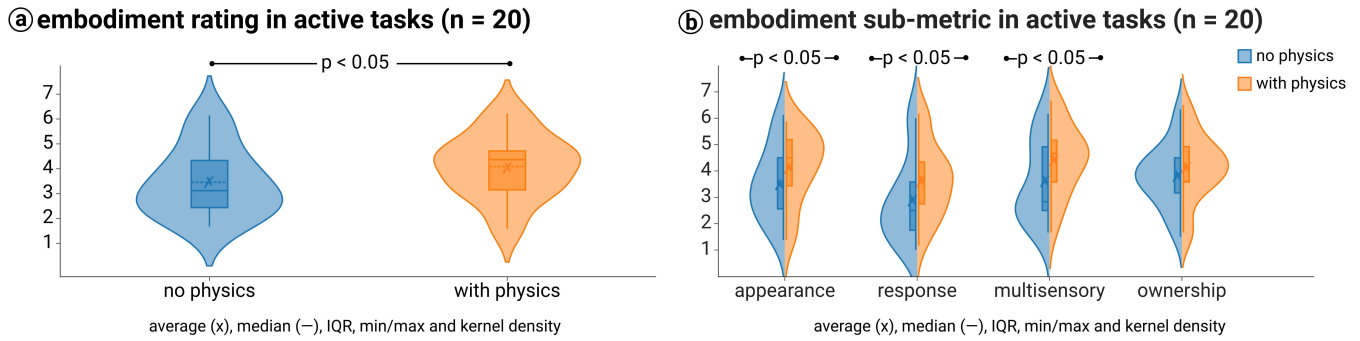 ⓐ embodiment rating in active tasks (n = 20)
p < 0.05
7
6
5
4
3
2
1
no physics with physics
average (x), median (—), IQR, min/max and kernel density
ⓑ embodiment sub-metric in active tasks (n = 20)
p < 0.05 p < 0.05 p < 0.05
no physics
with physics
7
6
5
4
3
2
1
appearance response multisensory ownership
average (x), median (—), IQR, min/max and kernel density